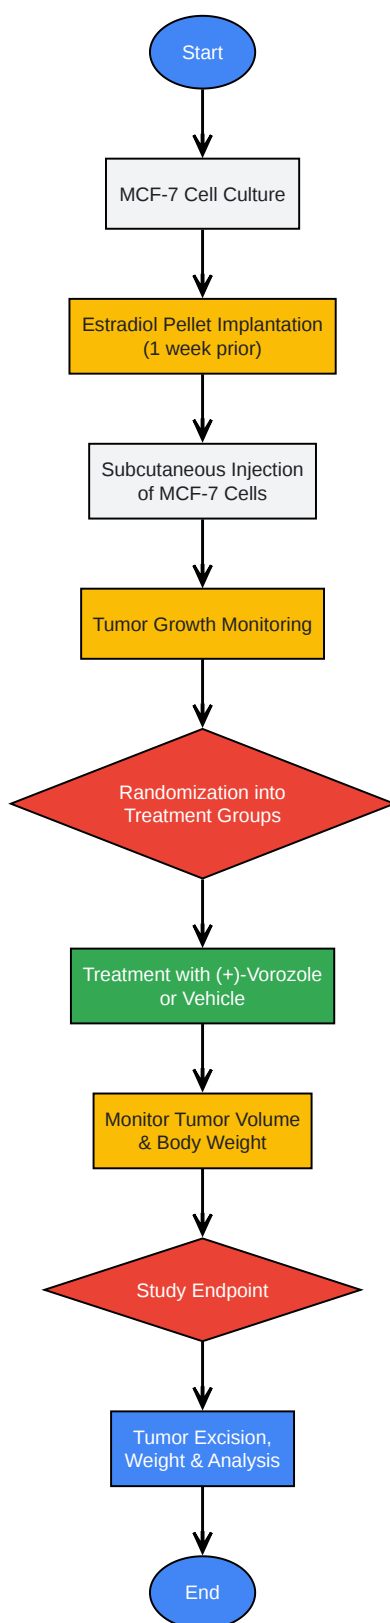 Start
MCF-7 Cell Culture
Estradiol Pellet Implantation
(1 week prior)
Subcutaneous Injection
of MCF-7 Cells
Tumor Growth Monitoring
Randomization into
Treatment Groups
Treatment with (+)-Vorozole
or Vehicle
Monitor Tumor Volume
& Body Weight
Study Endpoint
Tumor Excision,
Weight & Analysis
End